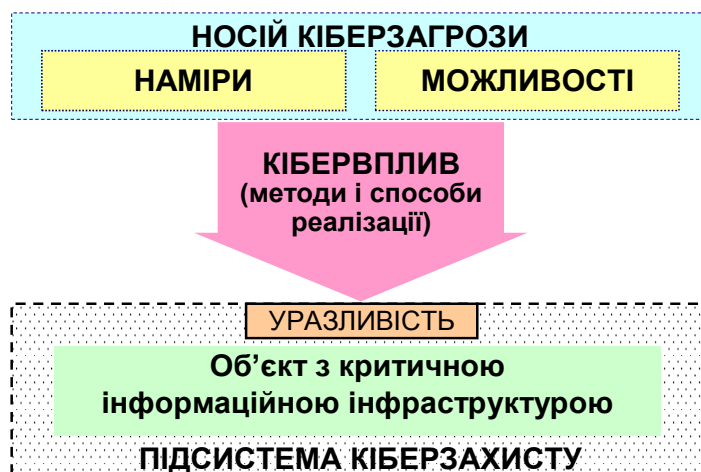 НОСІЙ КІБЕРЗАГРОЗИ
НАМІРИ МОЖЛИВОСТІ
КІБЕРВПЛИВ
(методи і способи
реалізації)
УРАЗЛИВІСТЬ
Об’єкт з критичною
інформаційною інфраструктурою
ПІДСИСТЕМА КІБЕРЗАХИСТУ